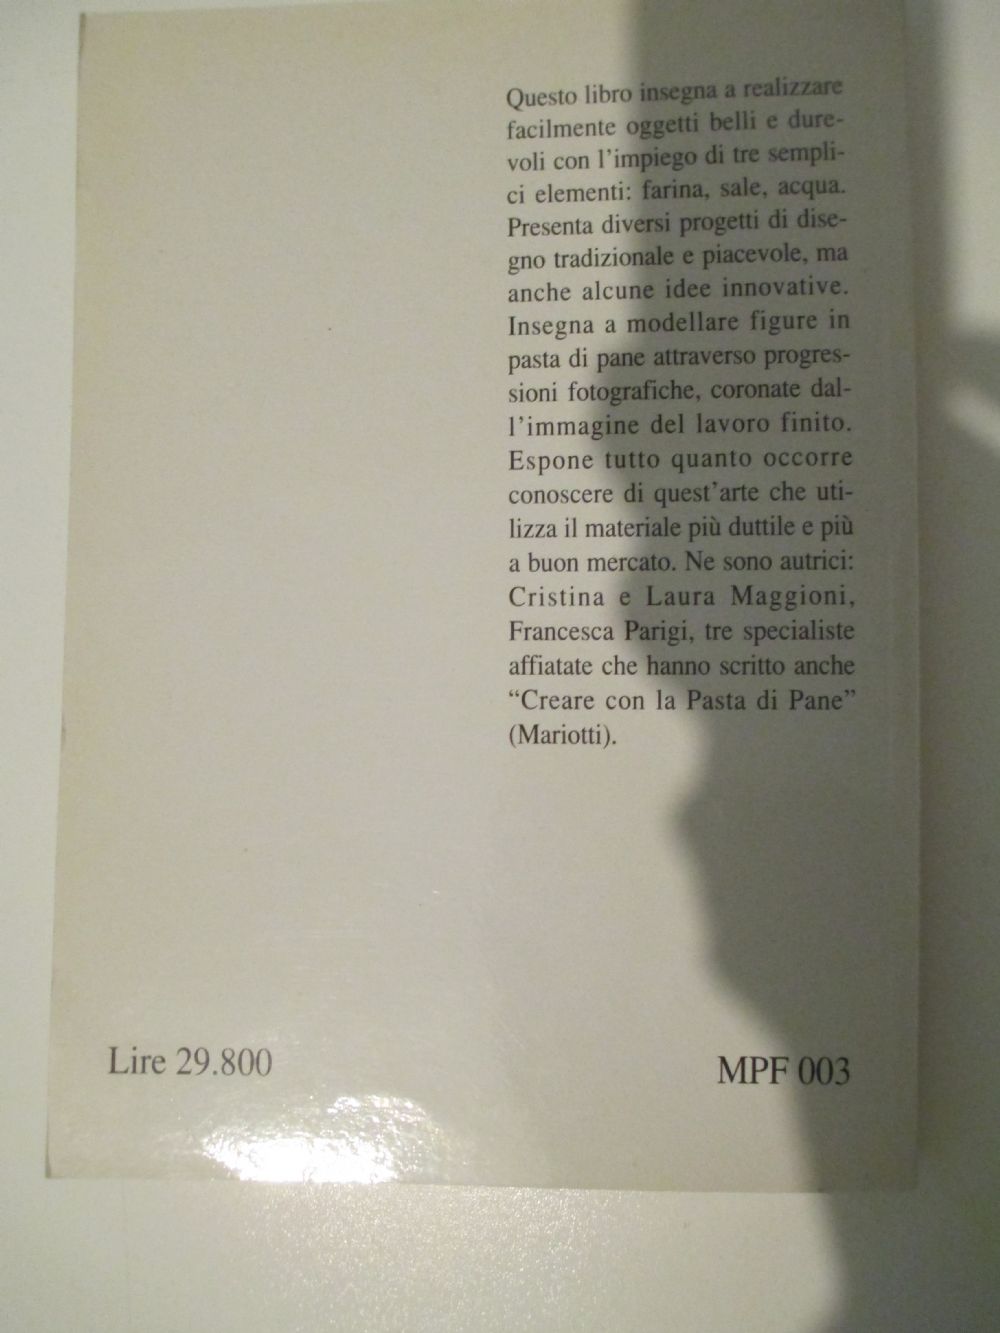 Questo libro insegna a realizzare
facilmente oggetti belli e dure-
voli con l'impiego di tre sempli-
ci elementi: farina, sale, acqua.
Presenta diversi progetti di dise-
gno tradizionale e piacevole, ma
anche alcune idee innovative.
Insegna a modellare figure in
pasta di pane attraverso progres-
sioni fotografiche, coronate dal-
l'immagine del lavoro finito.
Espone tutto quanto occorre
conoscere di quest'arte che uti-
lizza il materiale più duttile e più
a buon mercato. Ne sono autrici:
Cristina e Laura Maggioni,
Francesca Parigi, tre specialiste
affiatate che hanno scritto anche
“Creare con la Pasta di Pane”
(Mariotti).
Lire 29.800
MPF 003